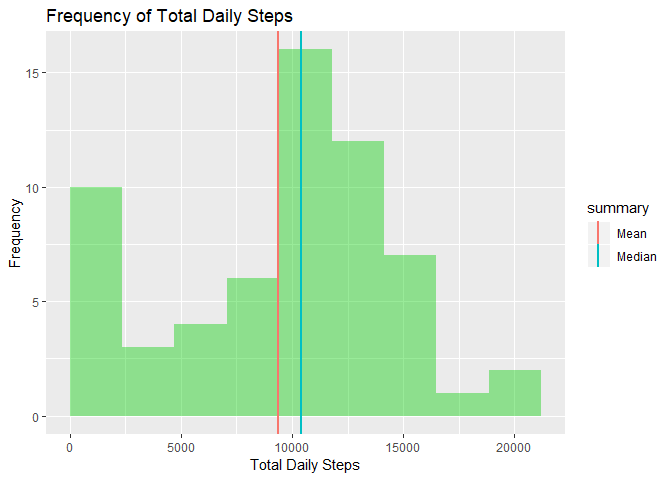 Frequency of Total Daily Steps
15
10
5
0
Frequency
0 5000 10000 15000 20000
Total Daily Steps
summary
Mean
Median